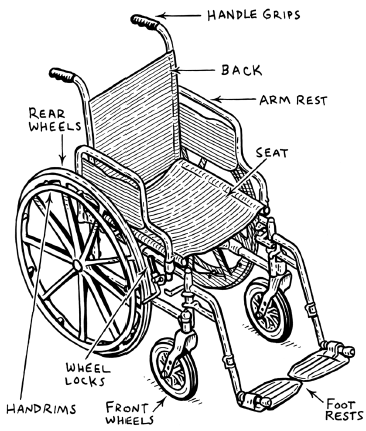 HANDLE GRIPS
BACK
ARM REST
REAR
WHEELS
SEAT
WHEEL
LOCKS
HANDRIMS
FRONT
WHEELS
FOOT
RESTS